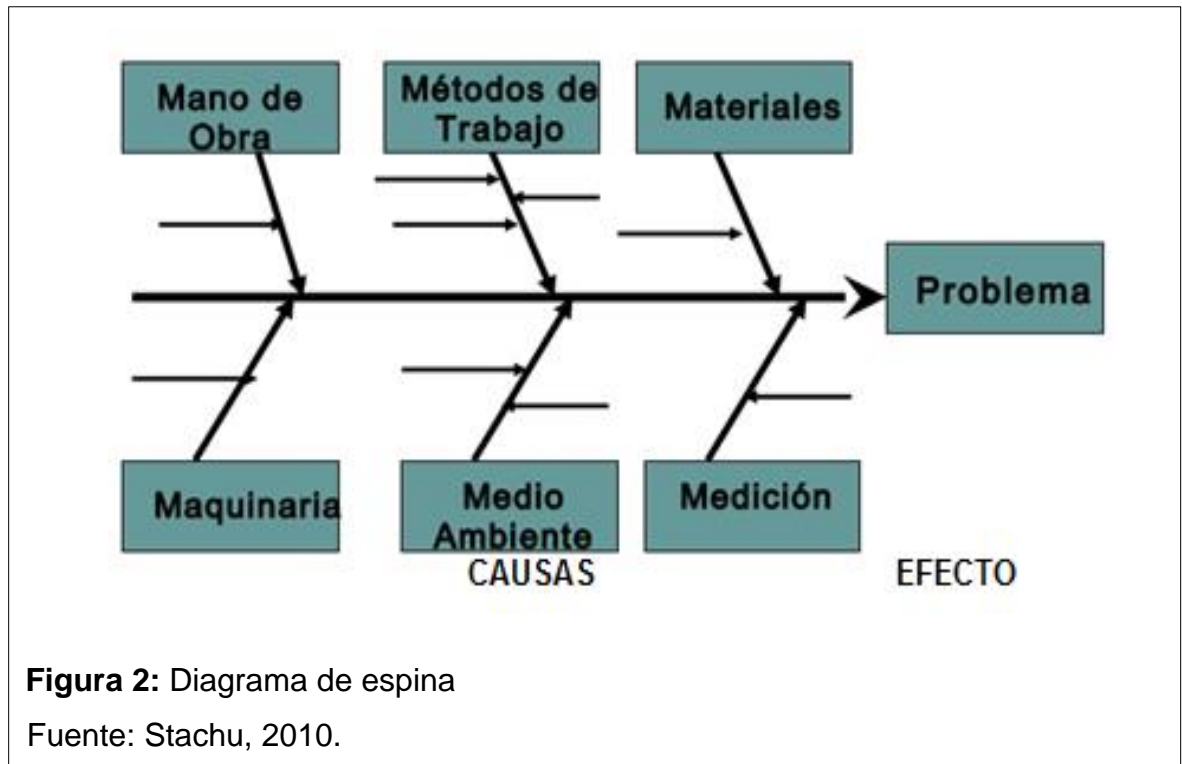 Mano de
Obra
Métodos de
Trabajo
Materiales
Problema
Maquinaria
Medio
Ambiente
Medición
CAUSAS
EFECTO
Figura 2: Diagrama de espina
Fuente: Stachu, 2010.